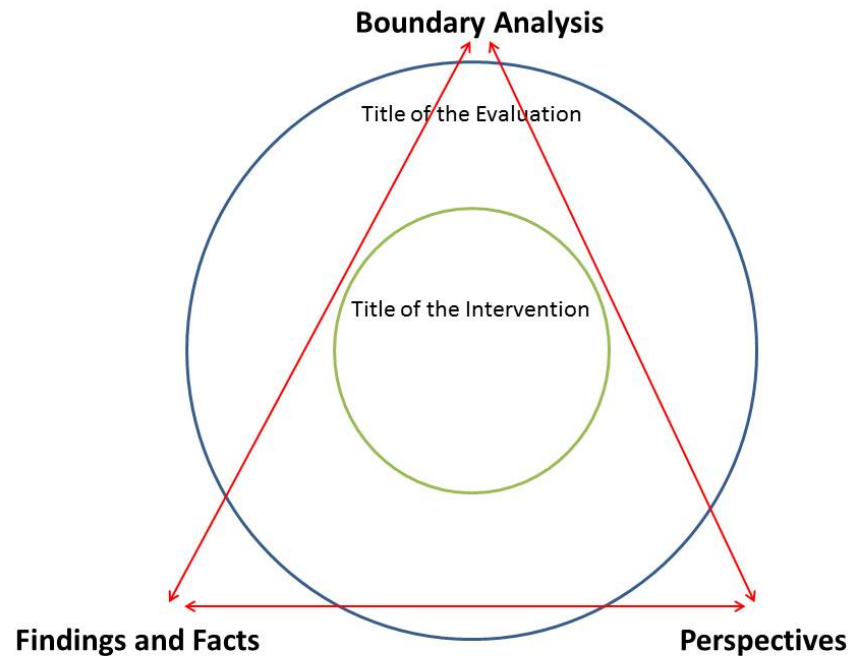 Boundary Analysis
Title of the Evaluation
Title of the Intervention
Findings and Facts
Perspectives